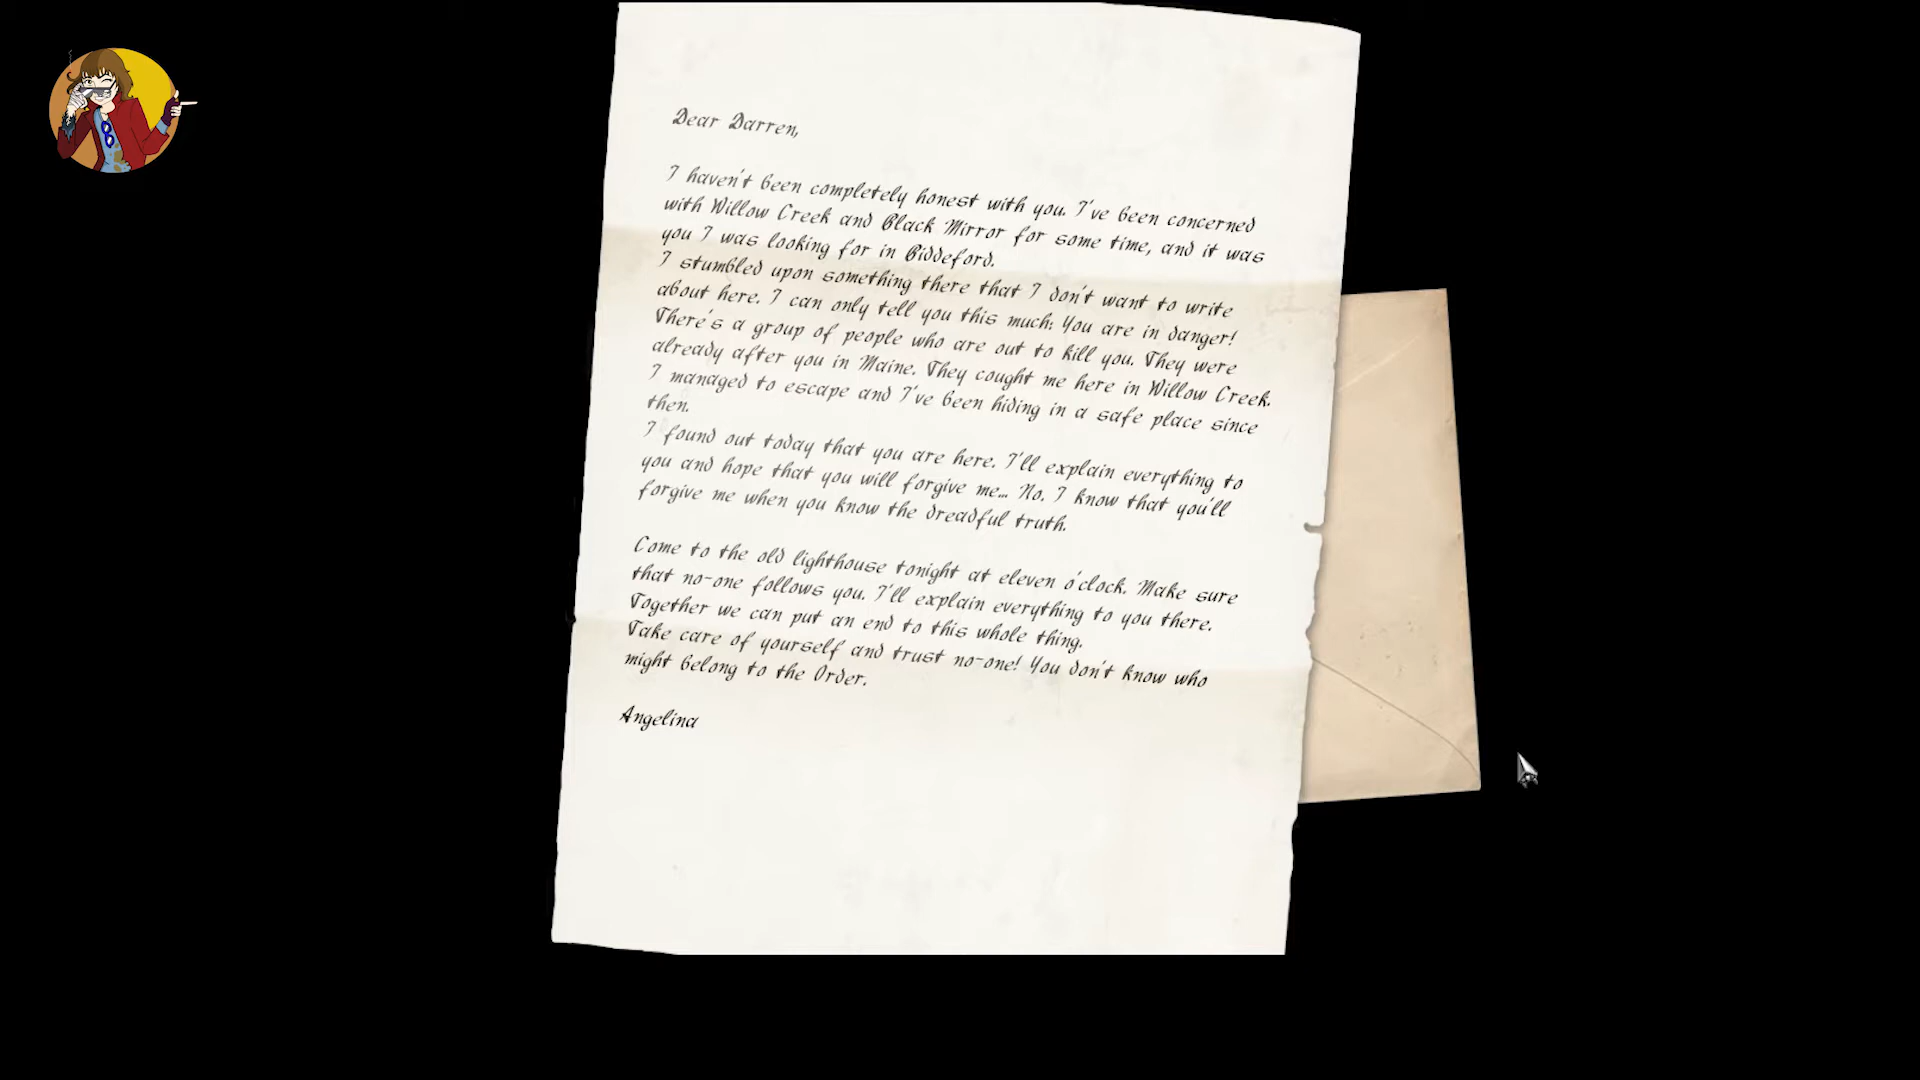 Dear Darren,
I haven't been completely honest with you. I've been concerned
with Willow Creek and Black Mirror for some time, and it was
you I was looking for in Biddeford.
I stumbled upon something there that I don't want to write
about here. I can only tell you this much: You are in danger!
There's a group of people who are out to kill you. They were
already after you in Maine. They cought me here in Willow Creek.
I managed to escape and I've been hiding in a safe place since
then.
I found out today that you are here. I'll explain everything to
you and hope that you will forgive me... No. I know that you'll
forgive me when you know the dreadful truth.
Come to the old lighthouse tonight at eleven o'clock. Make sure
that no-one follows you. I'll explain everything to you there.
Together we can put an end to this whole thing.
Take care of yourself and trust no-one! You don't know who
might belong to the Order.
Angelina